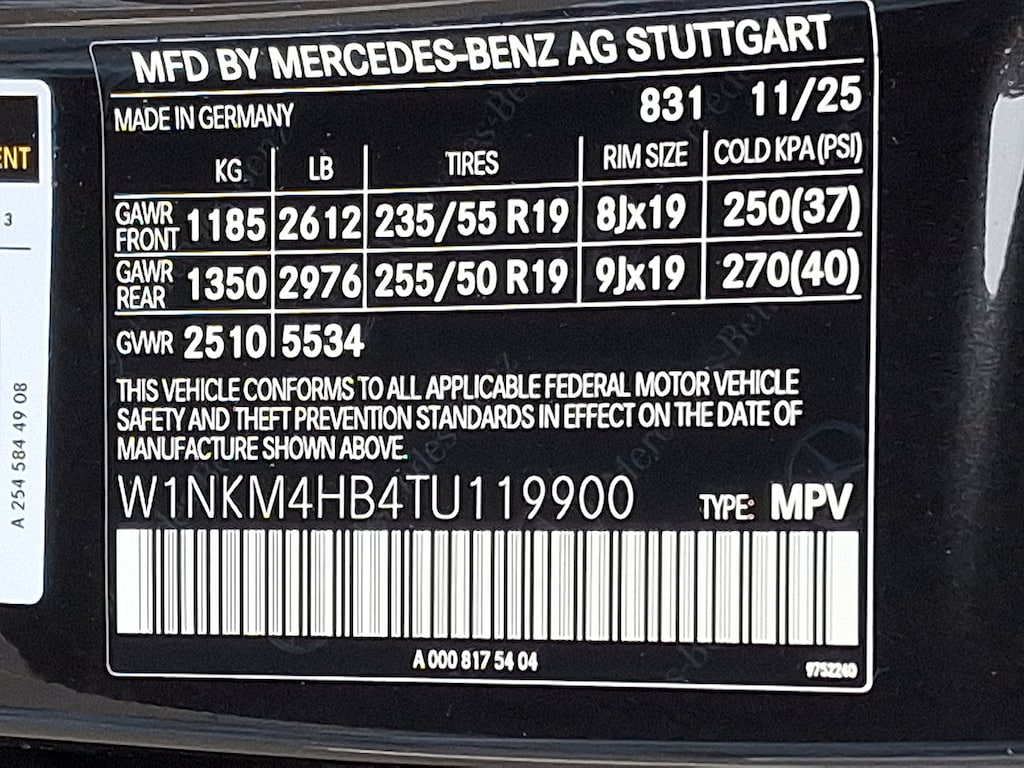 MFD BY MERCEDES-BENZ AG STUTTGART
MADE IN GERMANY 831 11/25
KG LB TIRES RIM SIZE COLD KPA (PSI)
GAWR FRONT 1185 2612 235/55 R19 8Jx19 250(37)
GAWR REAR 1350 2976 255/50 R19 9Jx19 270(40)
GVWR 2510 5534
THIS VEHICLE CONFORMS TO ALL APPLICABLE FEDERAL MOTOR VEHICLE
SAFETY AND THEFT PREVENTION STANDARDS IN EFFECT ON THE DATE OF
MANUFACTURE SHOWN ABOVE.
W1NKM4HB4TU119900 TYPE: MPV
A 000 817 54 04
9752240
ENT
3
A 254 584 49 08